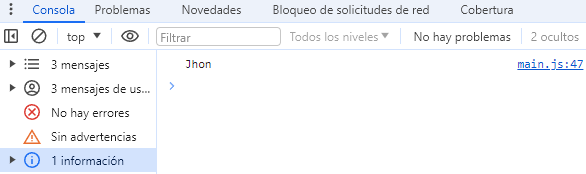 Consola Problemas Novedades Bloqueo de solicitudes de red Cobertura
top Filtrar Todos los niveles No hay problemas 2 ocultos
3 mensajes
Jhon main.js:47
3 mensajes de us...
No hay errores
Sin advertencias
1 información